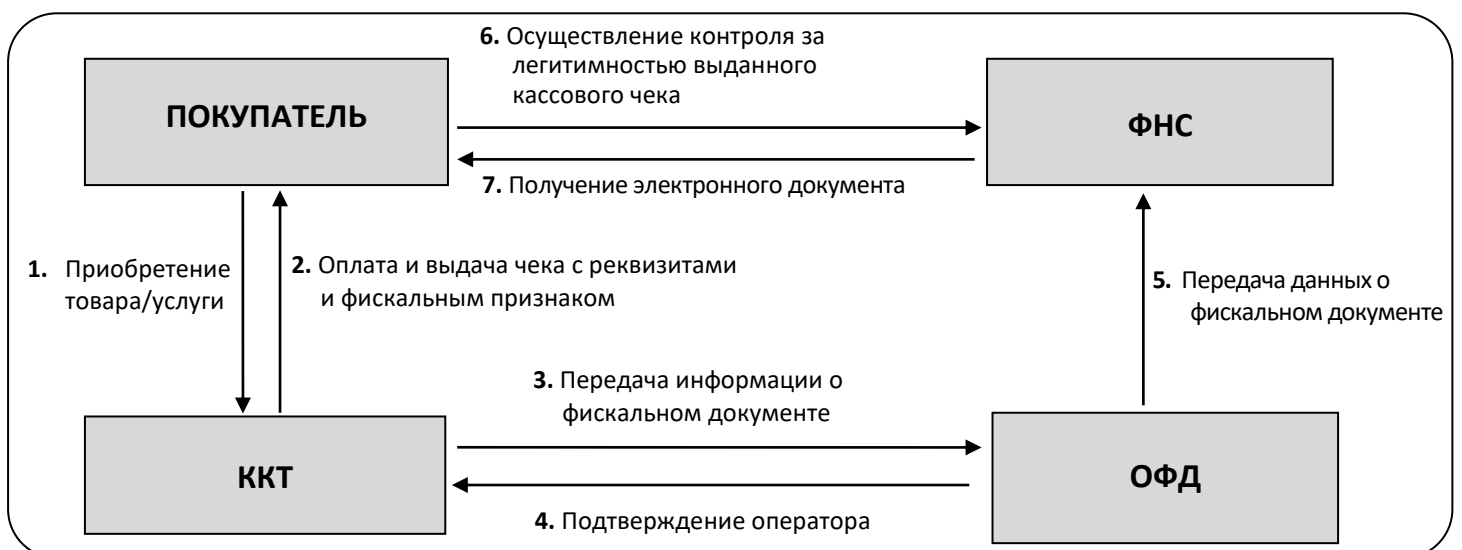 6. Осуществление контроля за
легитимностью выданного
кассового чека
ПОКУПАТЕЛЬ
ФНС
7. Получение электронного документа
1. Приобретение
товара/услуги
2. Оплата и выдача чека с реквизитами
и фискальным признаком
5. Передача данных о
фискальном документе
3. Передача информации о
фискальном документе
ККТ
ОФД
4. Подтверждение оператора